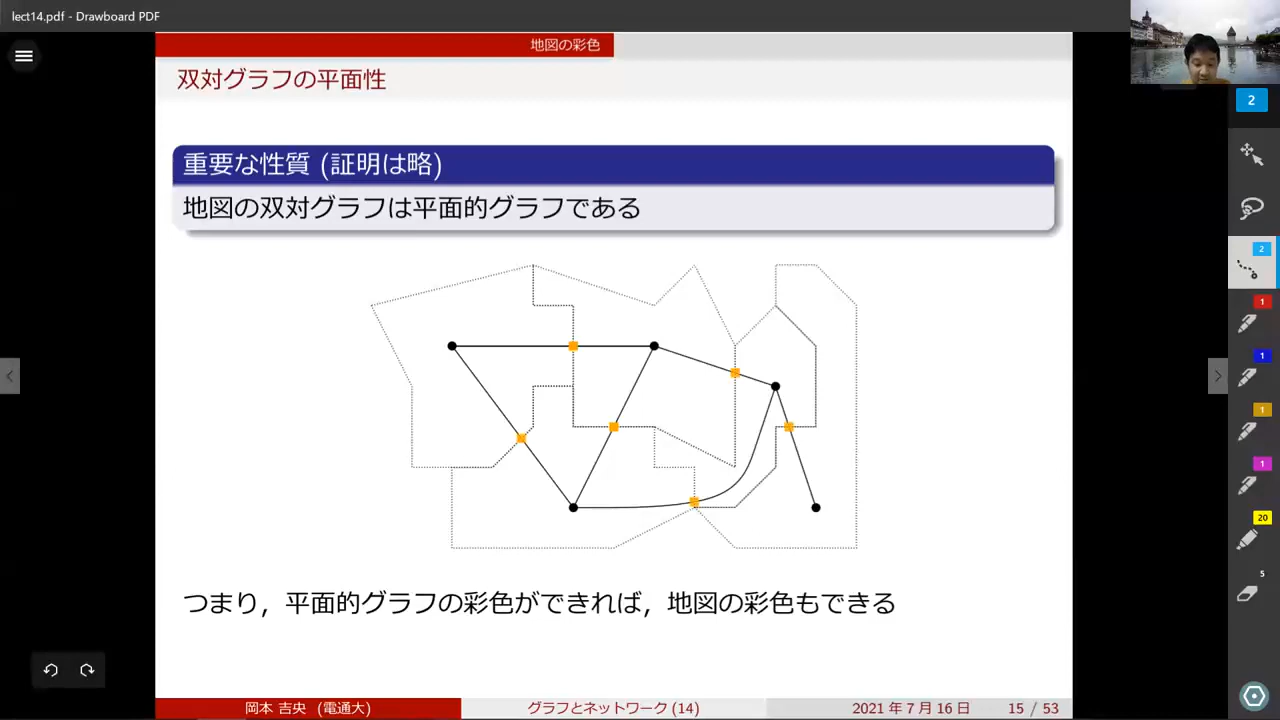 lect14.pdf - Drawboard PDF
地図の彩色
双対グラフの平面性
2
重要な性質 (証明は略)
地図の双対グラフは平面的グラフである
2
1
1
1
1
20
5
つまり，平面的グラフの彩色ができれば，地図の彩色もできる
岡本 吉央 (電通大)
グラフとネットワーク (14)
2021 年 7 月 16 日
15 / 53